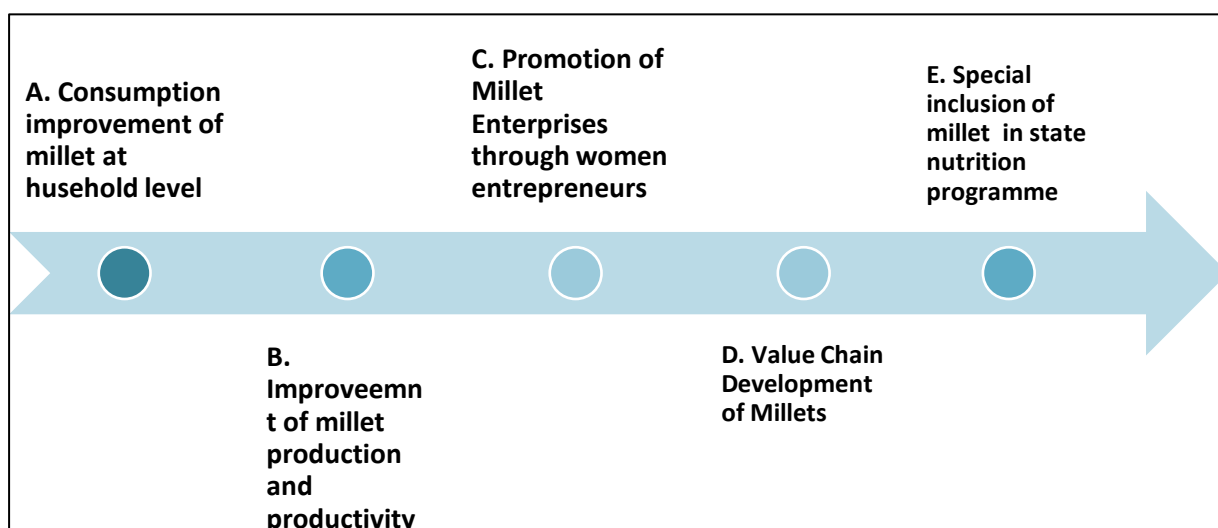 A. Consumption
improvement of
millet at
husehold level
B.
Improveemn
t of millet
production
and
productivity
C. Promotion of
Millet
Enterprises
through women
entrepreneurs
D. Value Chain
Development
of Millets
E. Special
inclusion of
millet in state
nutrition
programme